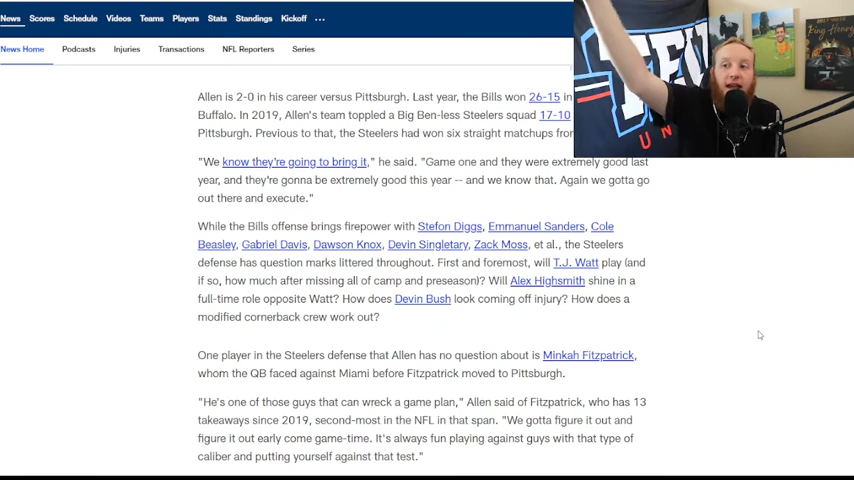 News Scores Schedule Videos Teams Players Stats Standings Kickoff ...
News Home Podcasts Injuries Transactions NFL Reporters Series
Allen is 2-0 in his career versus Pittsburgh. Last year, the Bills won 26-15 in
Buffalo. In 2019, Allen's team toppled a Big Ben-less Steelers squad 17-10
Pittsburgh. Previous to that, the Steelers had won six straight matchups
"We know they're going to bring it," he said. "Game one and they were extremely good last
year, and they're gonna be extremely good this year -- and we know that. Again we gotta go
out there and execute."
While the Bills offense brings firepower with Stefon Diggs, Emmanuel Sanders, Cole
Beasley, Gabriel Davis, Dawson Knox, Devin Singletary, Zack Moss, et al., the Steelers
defense has question marks littered throughout. First and foremost, will T.J. Watt play (and
if so, how much after missing all of camp and preseason)? Will Alex Highsmith shine in a
full-time role opposite Watt? How does Devin Bush look coming off injury? How does a
modified cornerback crew work out?
One player in the Steelers defense that Allen has no question about is Minkah Fitzpatrick,
whom the QB faced against Miami before Fitzpatrick moved to Pittsburgh.
"He's one of those guys that can wreck a game plan," Allen said of Fitzpatrick, who has 13
takeaways since 2019, second-most in the NFL in that span. "We gotta figure it out and
figure it out early come game-time. It's always fun playing against guys with that type of
caliber and putting yourself against that test."